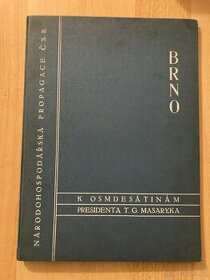 NÁRODOHOSPODÁŘSKÁ PROPAGACE Č.S.R.
BRNO
K OSMDESÁTINÁM
PRESIDENTA T. G. MASARYKA